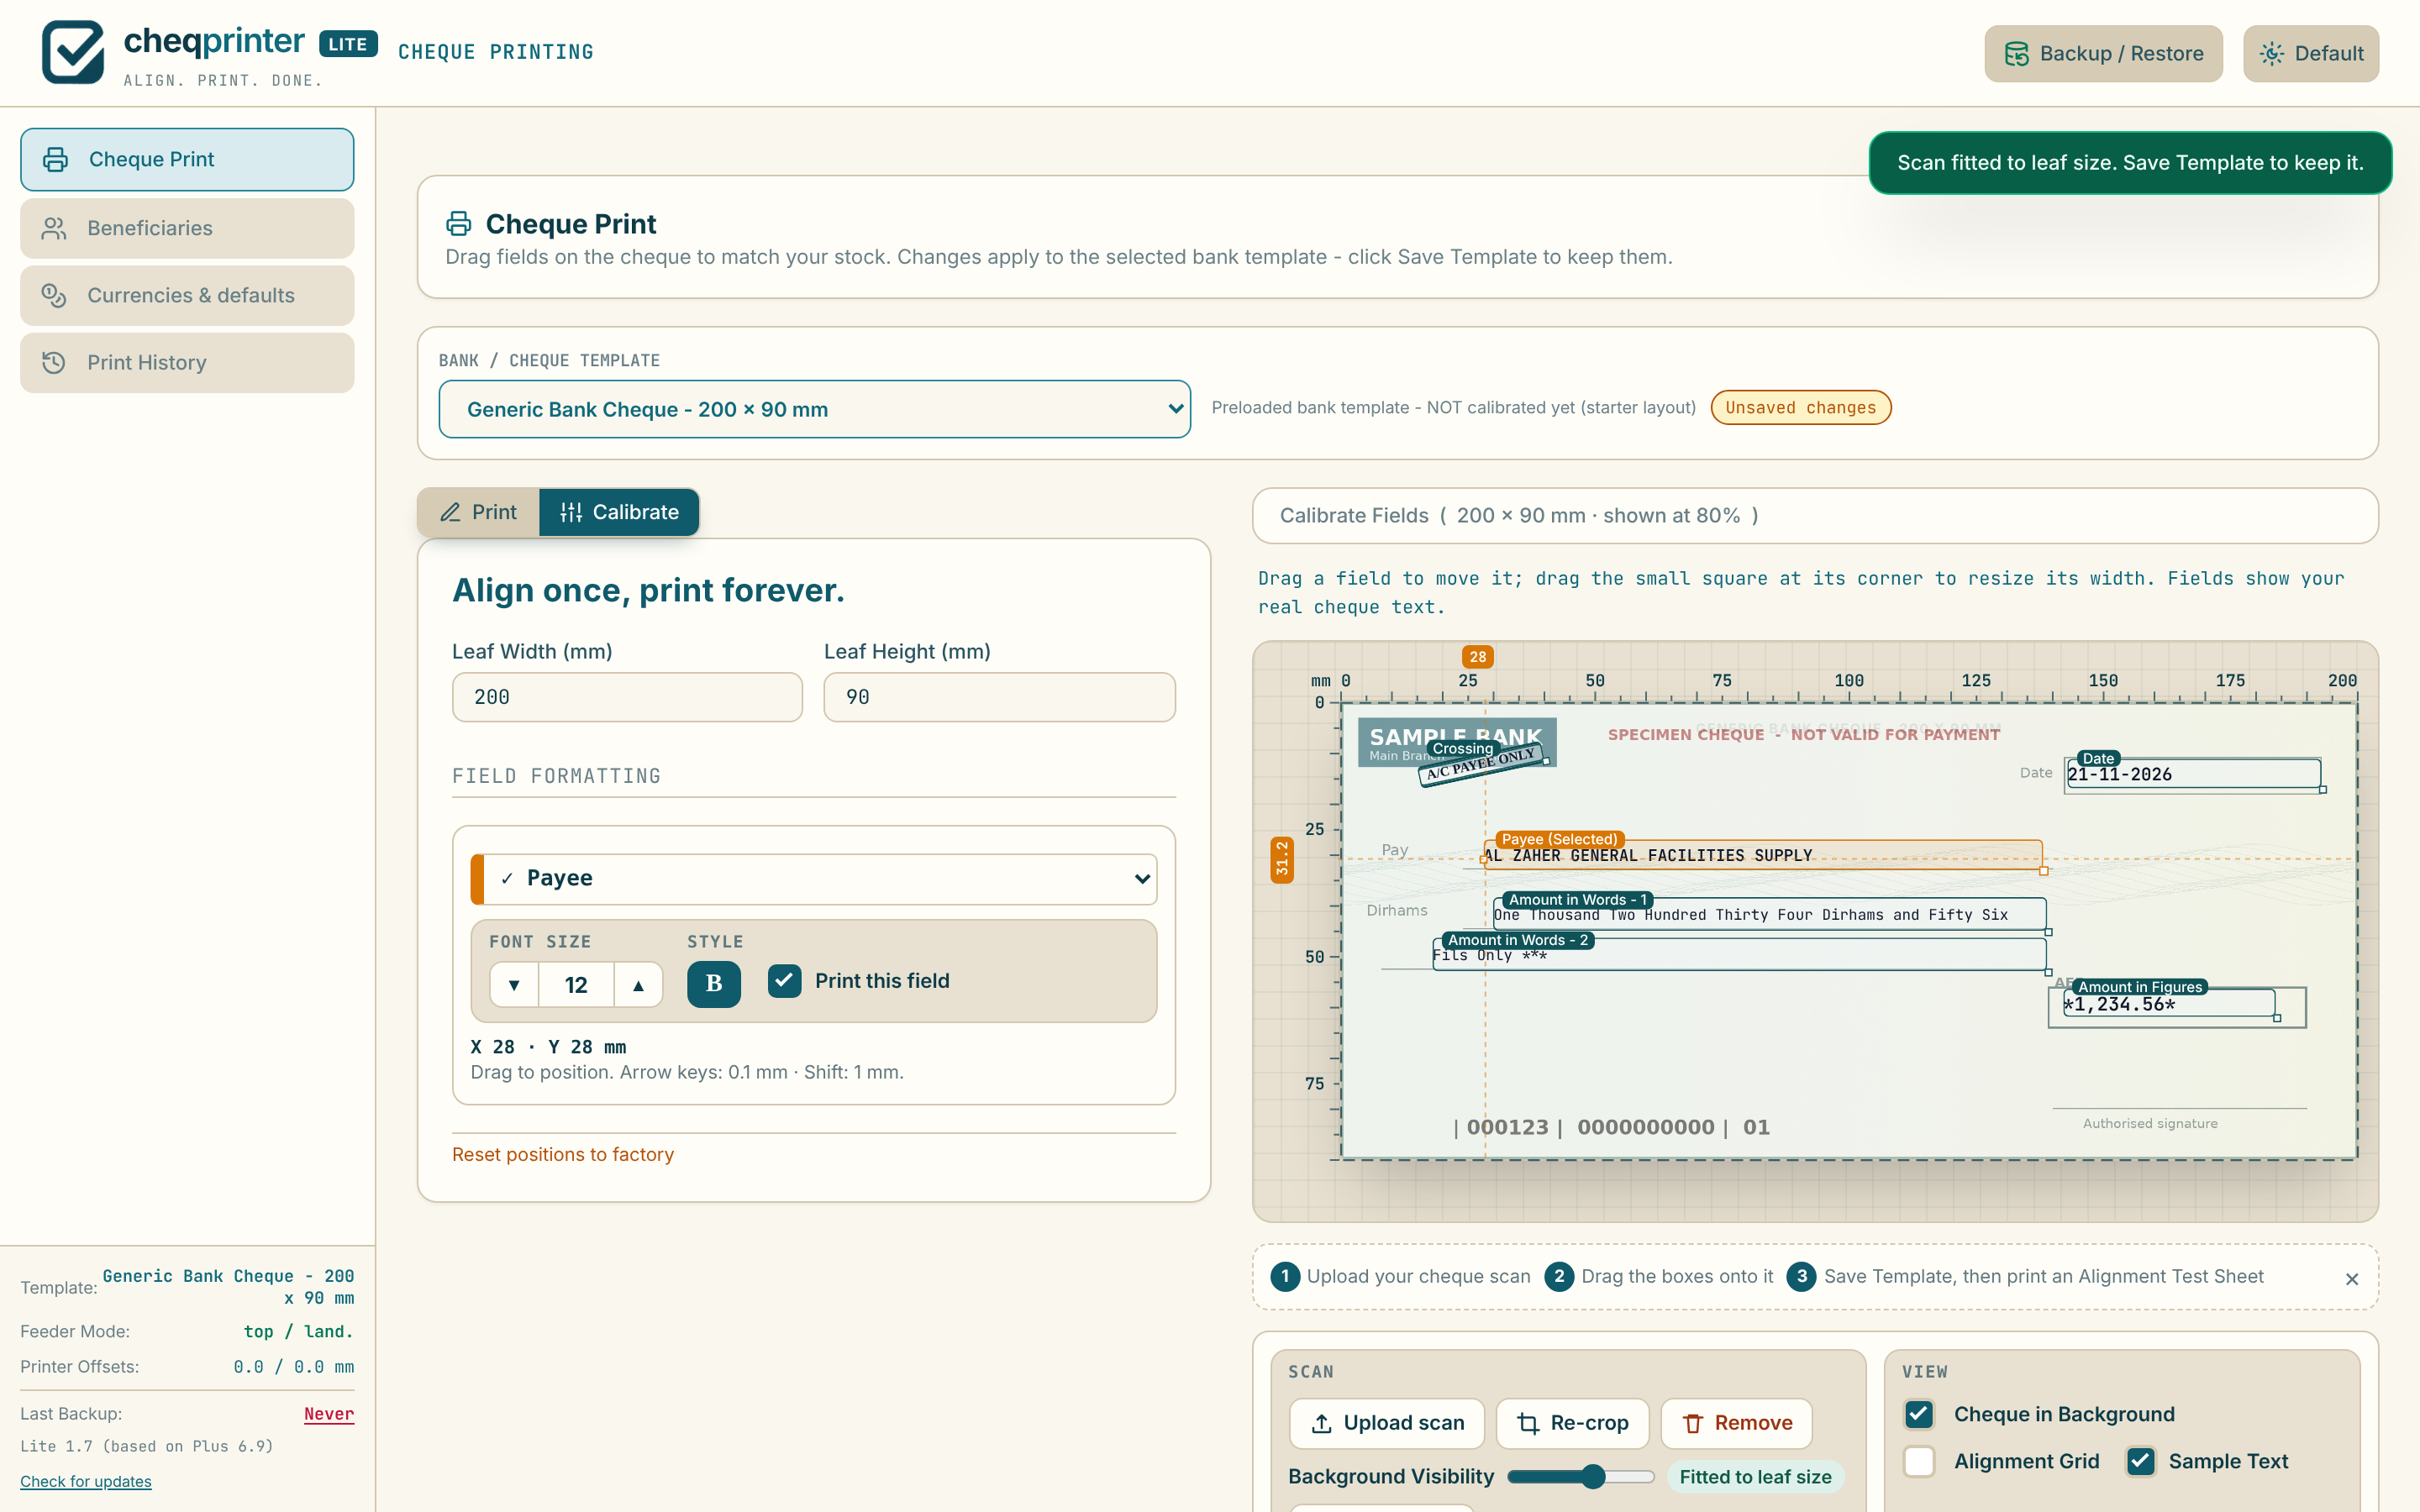 cheqprinter LITE CHEQUE PRINTING
ALIGN. PRINT. DONE.
Backup / Restore
Default
Cheque Print
Beneficiaries
Currencies & defaults
Print History
Scan fitted to leaf size. Save Template to keep it.
Cheque Print
Drag fields on the cheque to match your stock. Changes apply to the selected bank template - click Save Template to keep them.
BANK / CHEQUE TEMPLATE
Generic Bank Cheque - 200 × 90 mm
Preloaded bank template - NOT calibrated yet (starter layout)
Unsaved changes
Print
Calibrate
Align once, print forever.
Leaf Width (mm)
Leaf Height (mm)
200
90
FIELD FORMATTING
✓ Payee
FONT SIZE
STYLE
▼ 12 ▲
B
Print this field
X 28 · Y 28 mm
Drag to position. Arrow keys: 0.1 mm · Shift: 1 mm.
Reset positions to factory
Calibrate Fields ( 200 × 90 mm · shown at 80% )
Drag a field to move it; drag the small square at its corner to resize its width. Fields show your
real cheque text.
28
mm 0 25 50 75 100 125 150 175 200
0
25
31.2
50
75
SAMPLE BANK
Main Branch
Crossing
A/C PAYEE ONLY
GENERIC BANK CHEQUE - 200 X 90 MM
SPECIMEN CHEQUE - NOT VALID FOR PAYMENT
Date
Date
21-11-2026
Pay
Payee (Selected)
AL ZAHER GENERAL FACILITIES SUPPLY
Dirhams
Amount in Words - 1
One Thousand Two Hundred Thirty Four Dirhams and Fifty Six
Amount in Words - 2
Fils Only ***
Amount in Figures
*1,234.56*
Authorised signature
| 000123 | 0000000000 | 01
1 Upload your cheque scan 2 Drag the boxes onto it 3 Save Template, then print an Alignment Test Sheet
SCAN
Upload scan
Re-crop
Remove
Background Visibility
Fitted to leaf size
VIEW
Cheque in Background
Alignment Grid
Sample Text
Template: Generic Bank Cheque - 200
x 90 mm
Feeder Mode: top / land.
Printer Offsets: 0.0 / 0.0 mm
Last Backup: Never
Lite 1.7 (based on Plus 6.9)
Check for updates